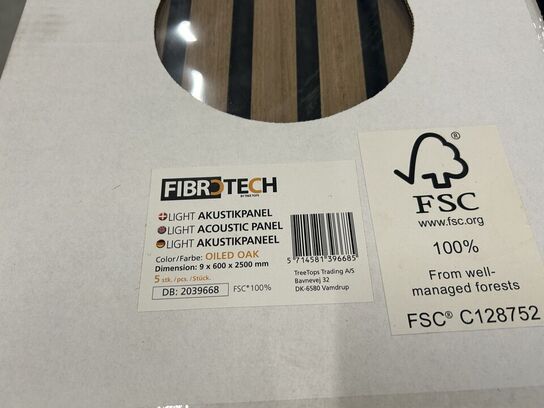 FIBROTECH
BY TREE TOPS
LIGHT AKUSTIKPANEL
LIGHT ACOUSTIC PANEL
LIGHT AKUSTIKPANEEL
Color/Farbe: OILED OAK
Dimension: 9 x 600 x 2500 mm
5 stk./pcs./Stück.
DB: 2039668
FSC*100%
5 714581 396685
TreeTops Trading A/S
Bavnevej 32
DK-6580 Vamdrup
®
FSC
www.fsc.org
100%
From well-
managed forests
FSC® C128752